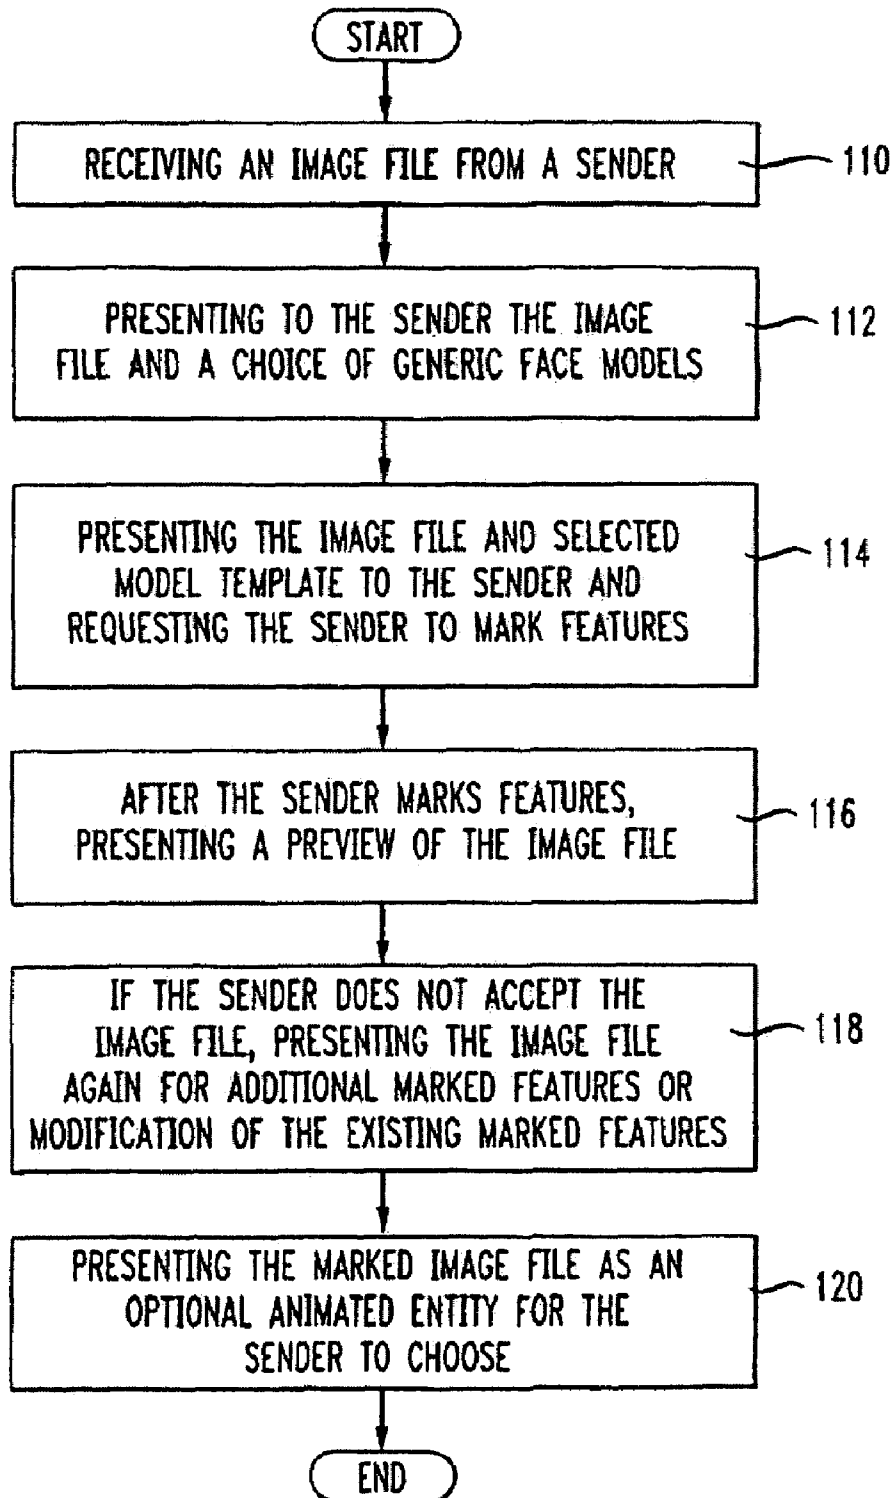 START
RECEIVING AN IMAGE FILE FROM A SENDER
110
PRESENTING TO THE SENDER THE IMAGE
FILE AND A CHOICE OF GENERIC FACE MODELS
112
PRESENTING THE IMAGE FILE AND SELECTED
MODEL TEMPLATE TO THE SENDER AND
REQUESTING THE SENDER TO MARK FEATURES
114
AFTER THE SENDER MARKS FEATURES,
PRESENTING A PREVIEW OF THE IMAGE FILE
116
IF THE SENDER DOES NOT ACCEPT THE
IMAGE FILE, PRESENTING THE IMAGE FILE
AGAIN FOR ADDITIONAL MARKED FEATURES OR
MODIFICATION OF THE EXISTING MARKED FEATURES
118
PRESENTING THE MARKED IMAGE FILE AS AN
OPTIONAL ANIMATED ENTITY FOR THE
SENDER TO CHOOSE
120
END